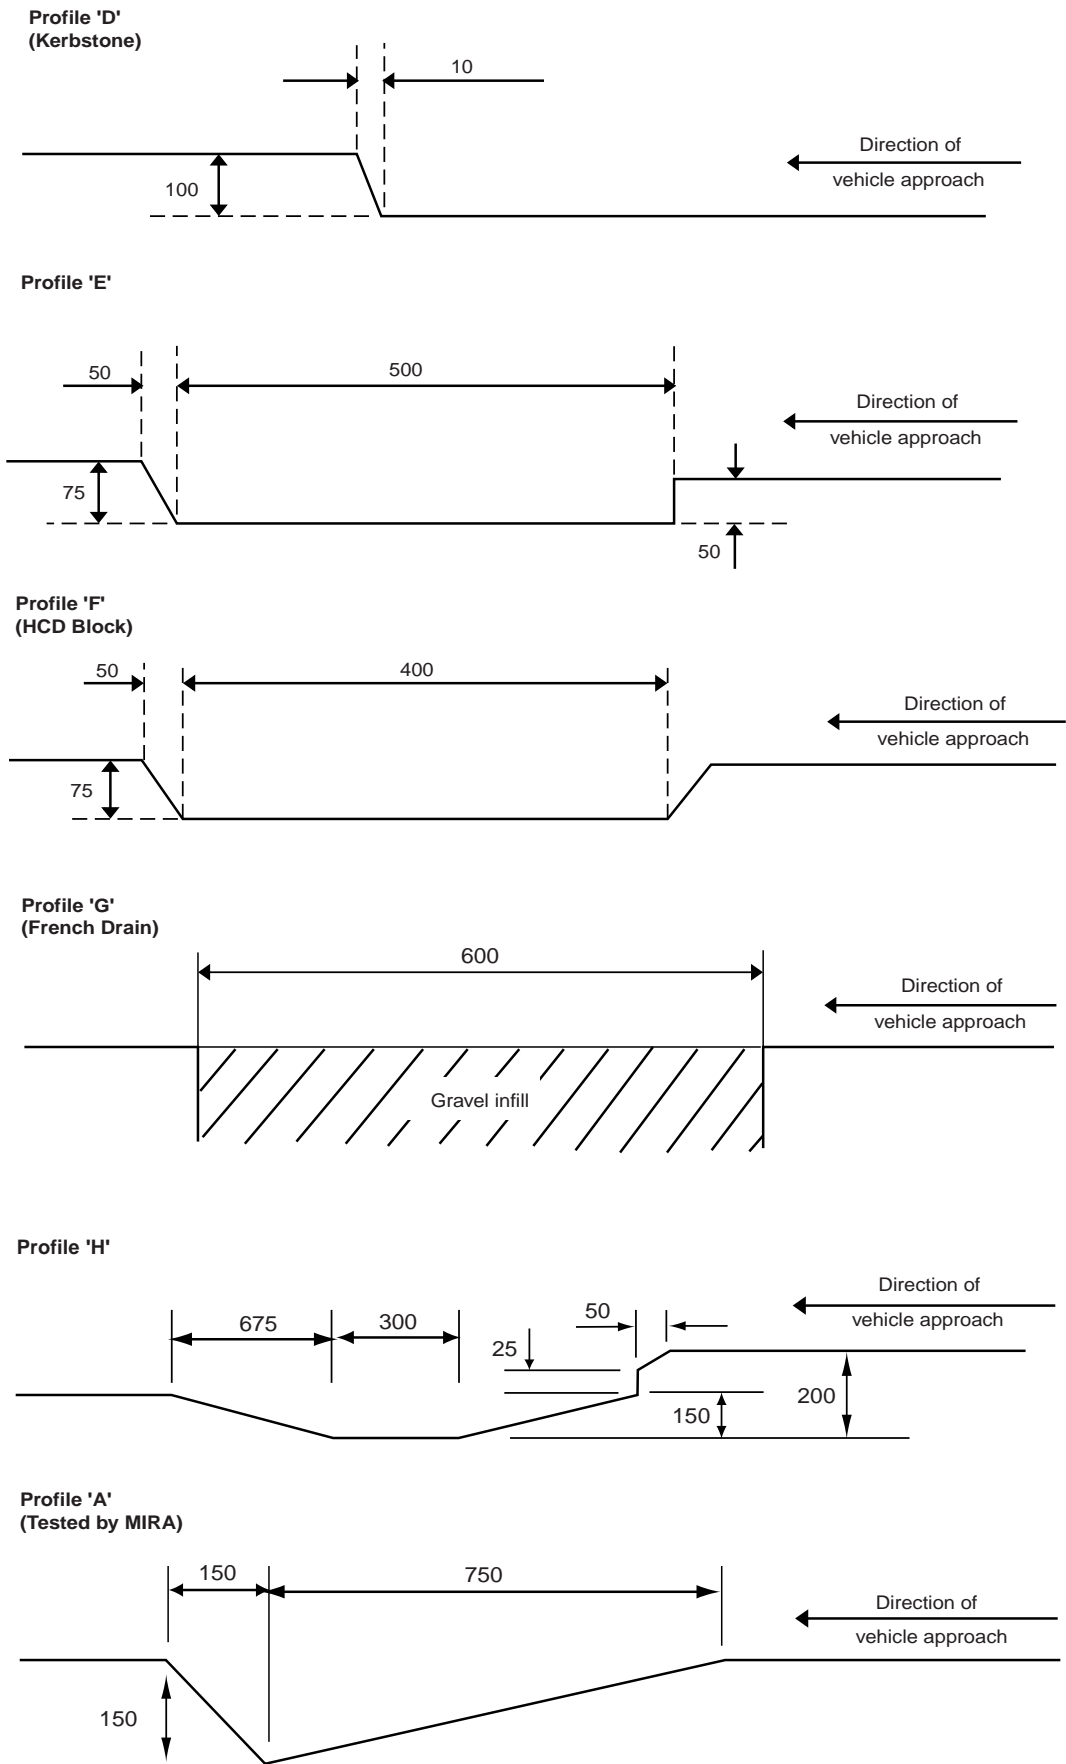 Profile 'D'
(Kerbstone)
10
Direction of
vehicle approach
100
Profile 'E'
50
500
Direction of
vehicle approach
75
50
Profile 'F'
(HCD Block)
50
400
Direction of
vehicle approach
75
Profile 'G'
(French Drain)
600
Direction of
vehicle approach
Gravel infill
Profile 'H'
Direction of
vehicle approach
675
300
50
25
200
150
Profile 'A'
(Tested by MIRA)
150
750
Direction of
vehicle approach
150